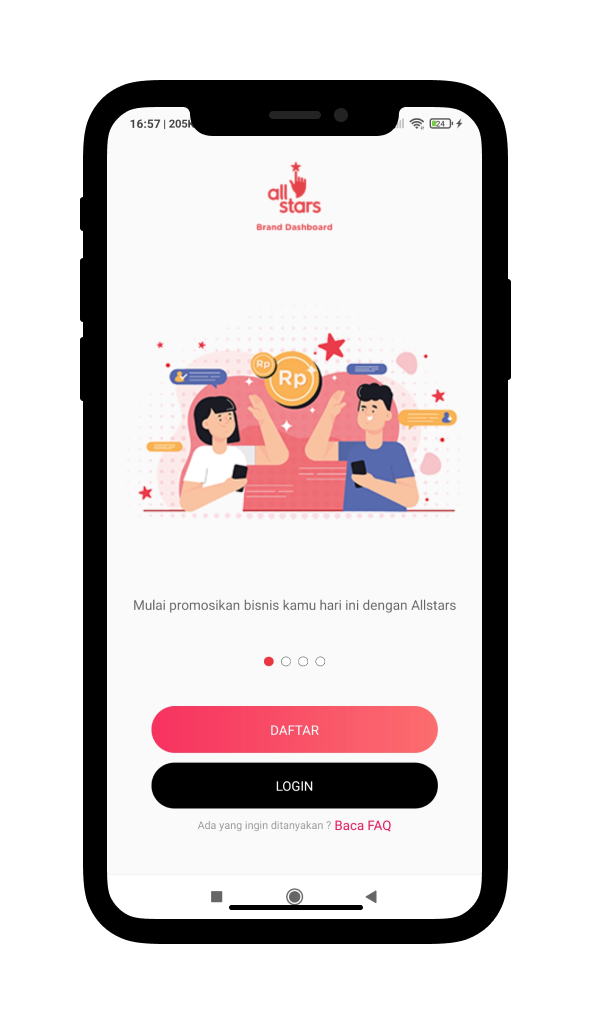 16:57 | 205K
24
all
stars
Brand Dashboard
Rp
Rp
Mulai promosikan bisnis kamu hari ini dengan Allstars
DAFTAR
LOGIN
Ada yang ingin ditanyakan ? Baca FAQ